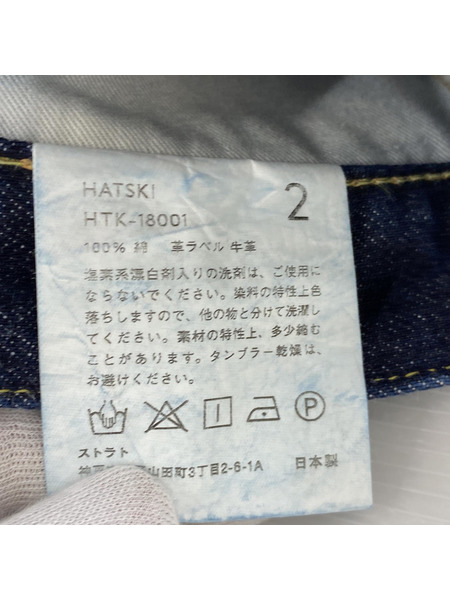 HATSKI
2
HTK-18001
100% 綿 革ラベル 牛革
塩素系漂白剤入りの洗剤は、ご使用に
ならないでください。染料の特性上色
落ちしますので、他の物と分けて洗濯し
てください。素材の特性上、多少縮む
ことがあります。タンブラー乾燥は、
お避けください。
P
ストラト
山田町3丁目2-6-1A 日本製